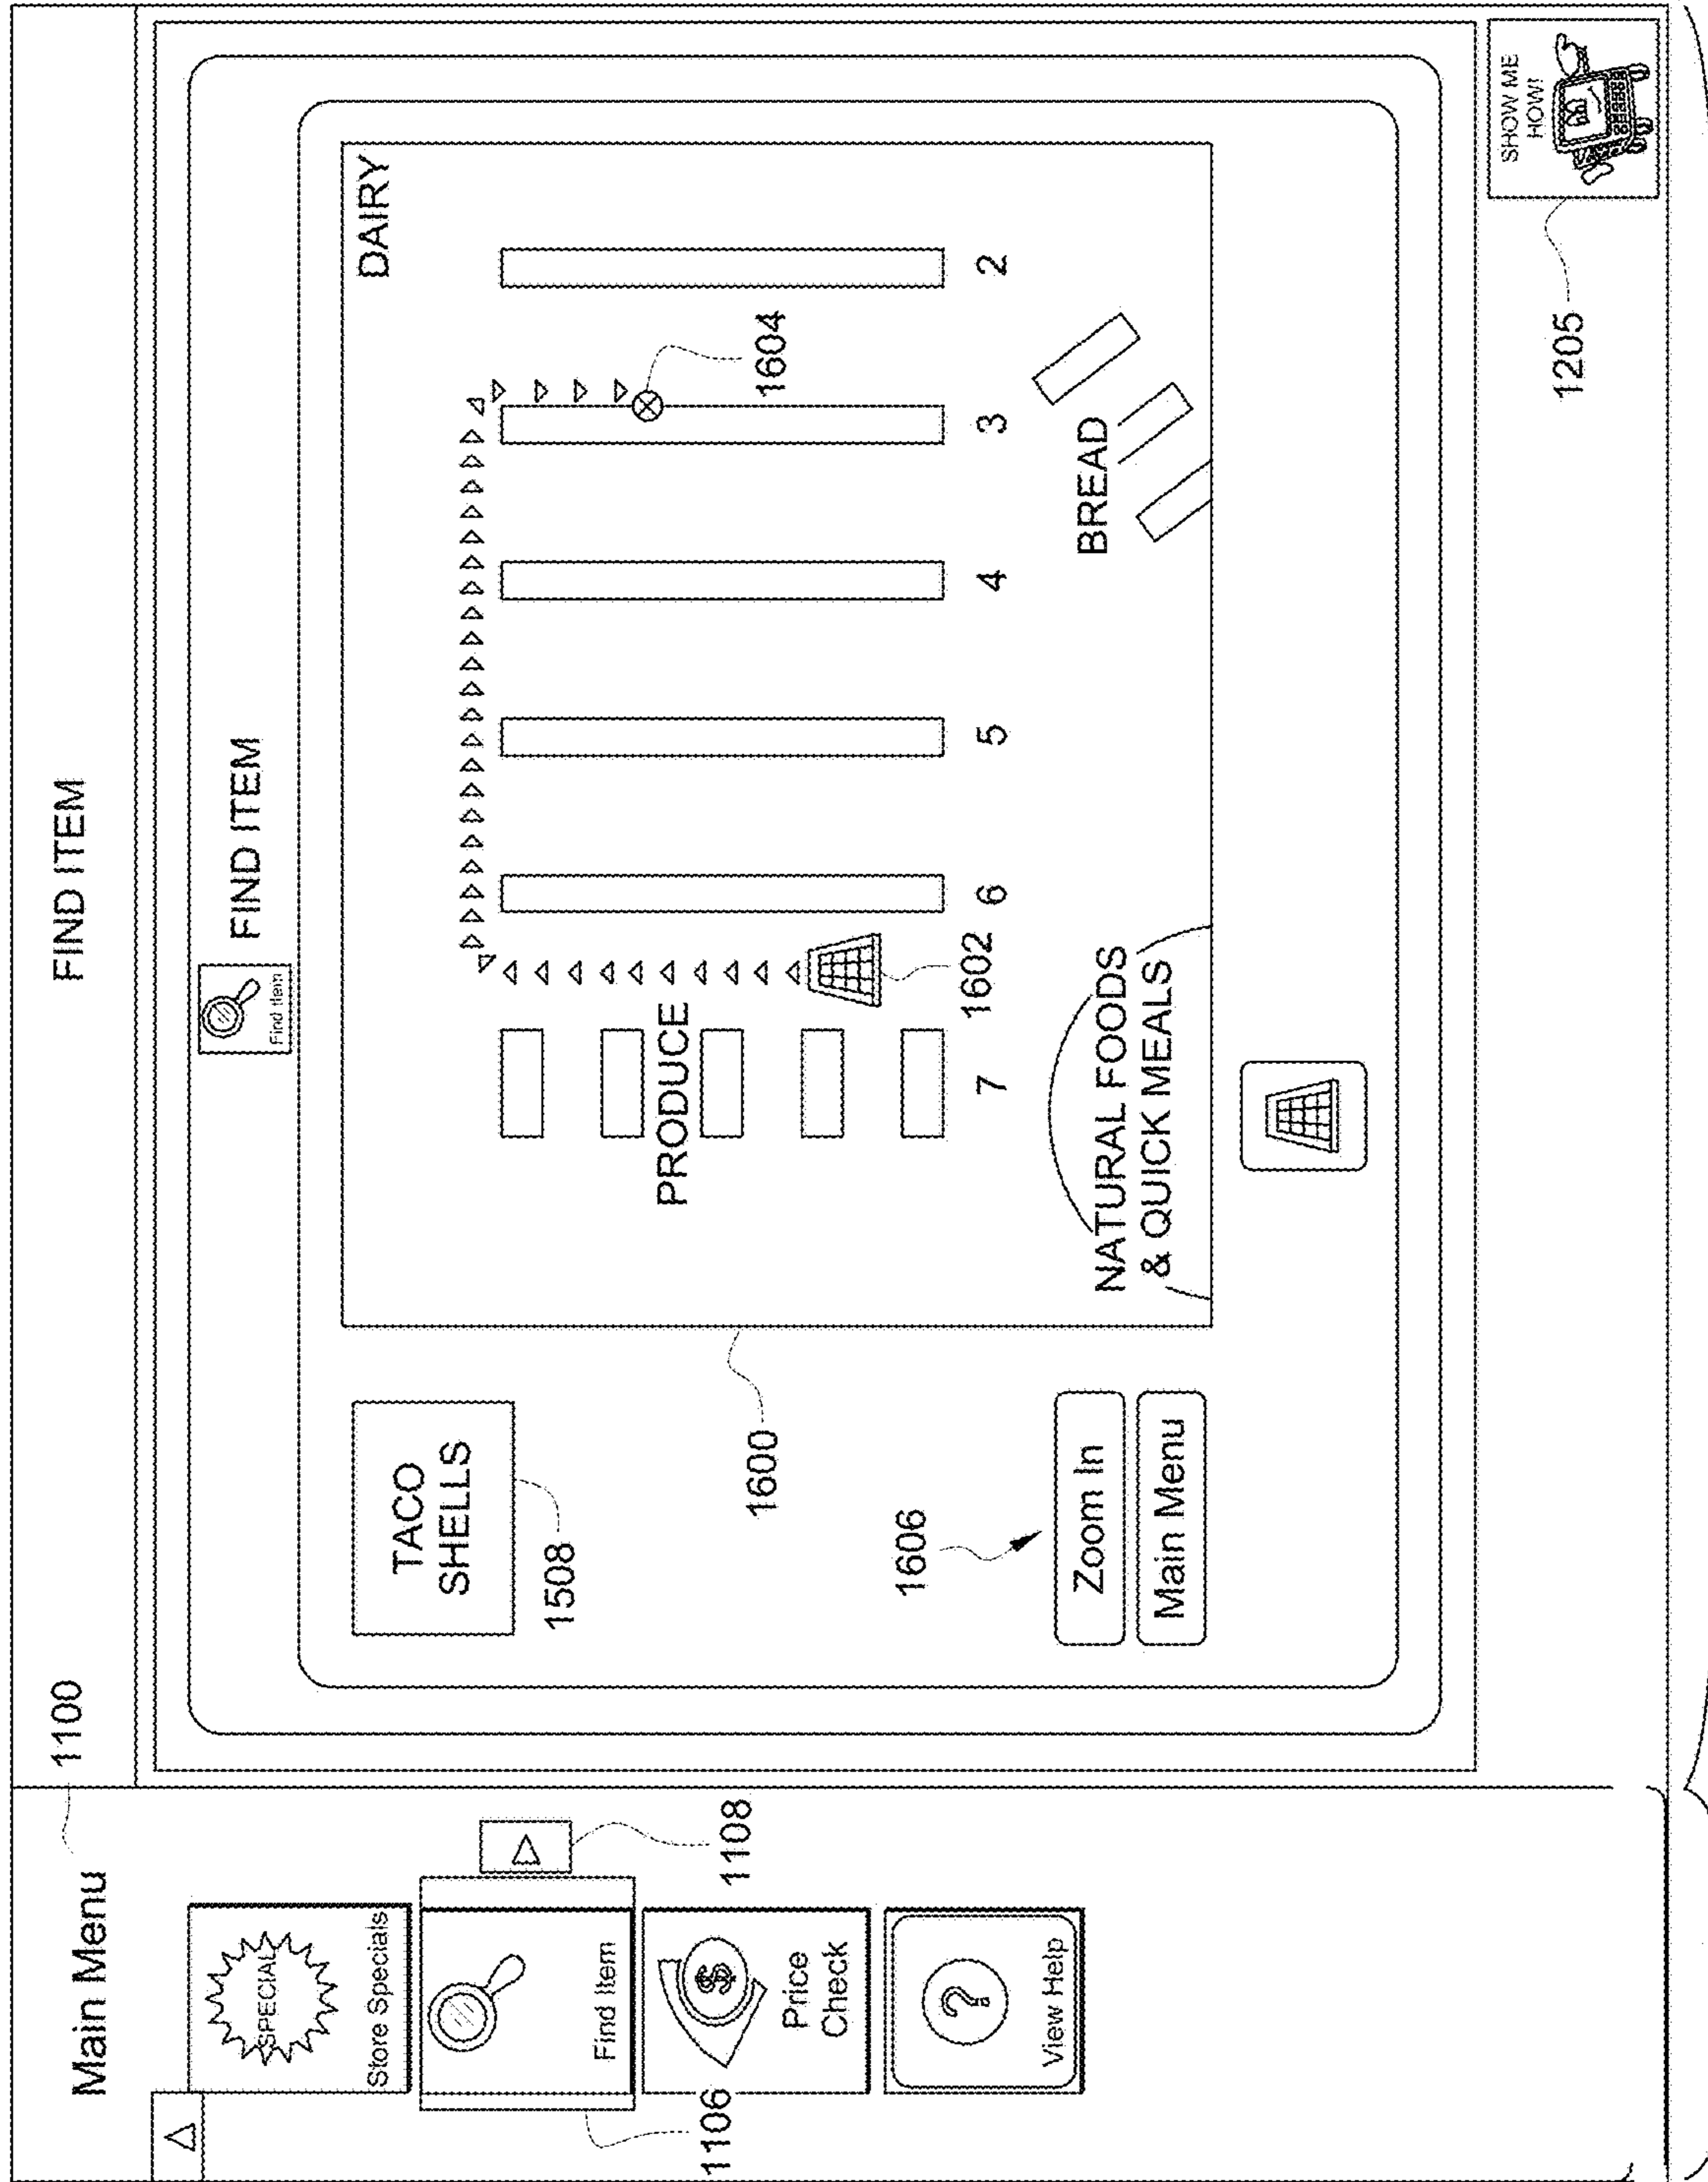 Main Menu
1100
FIND ITEM
SPECIAL
Store Specials
Find Item
1106
1108
$
Price
Check
?
View Help
Find Item
FIND ITEM
TACO
SHELLS
1508
1600
1606
Zoom In
Main Menu
DAIRY
PRODUCE
1602
1604
7
6
5
4
3
2
NATURAL FOODS
& QUICK MEALS
BREAD
SHOW ME
HOW!
1205